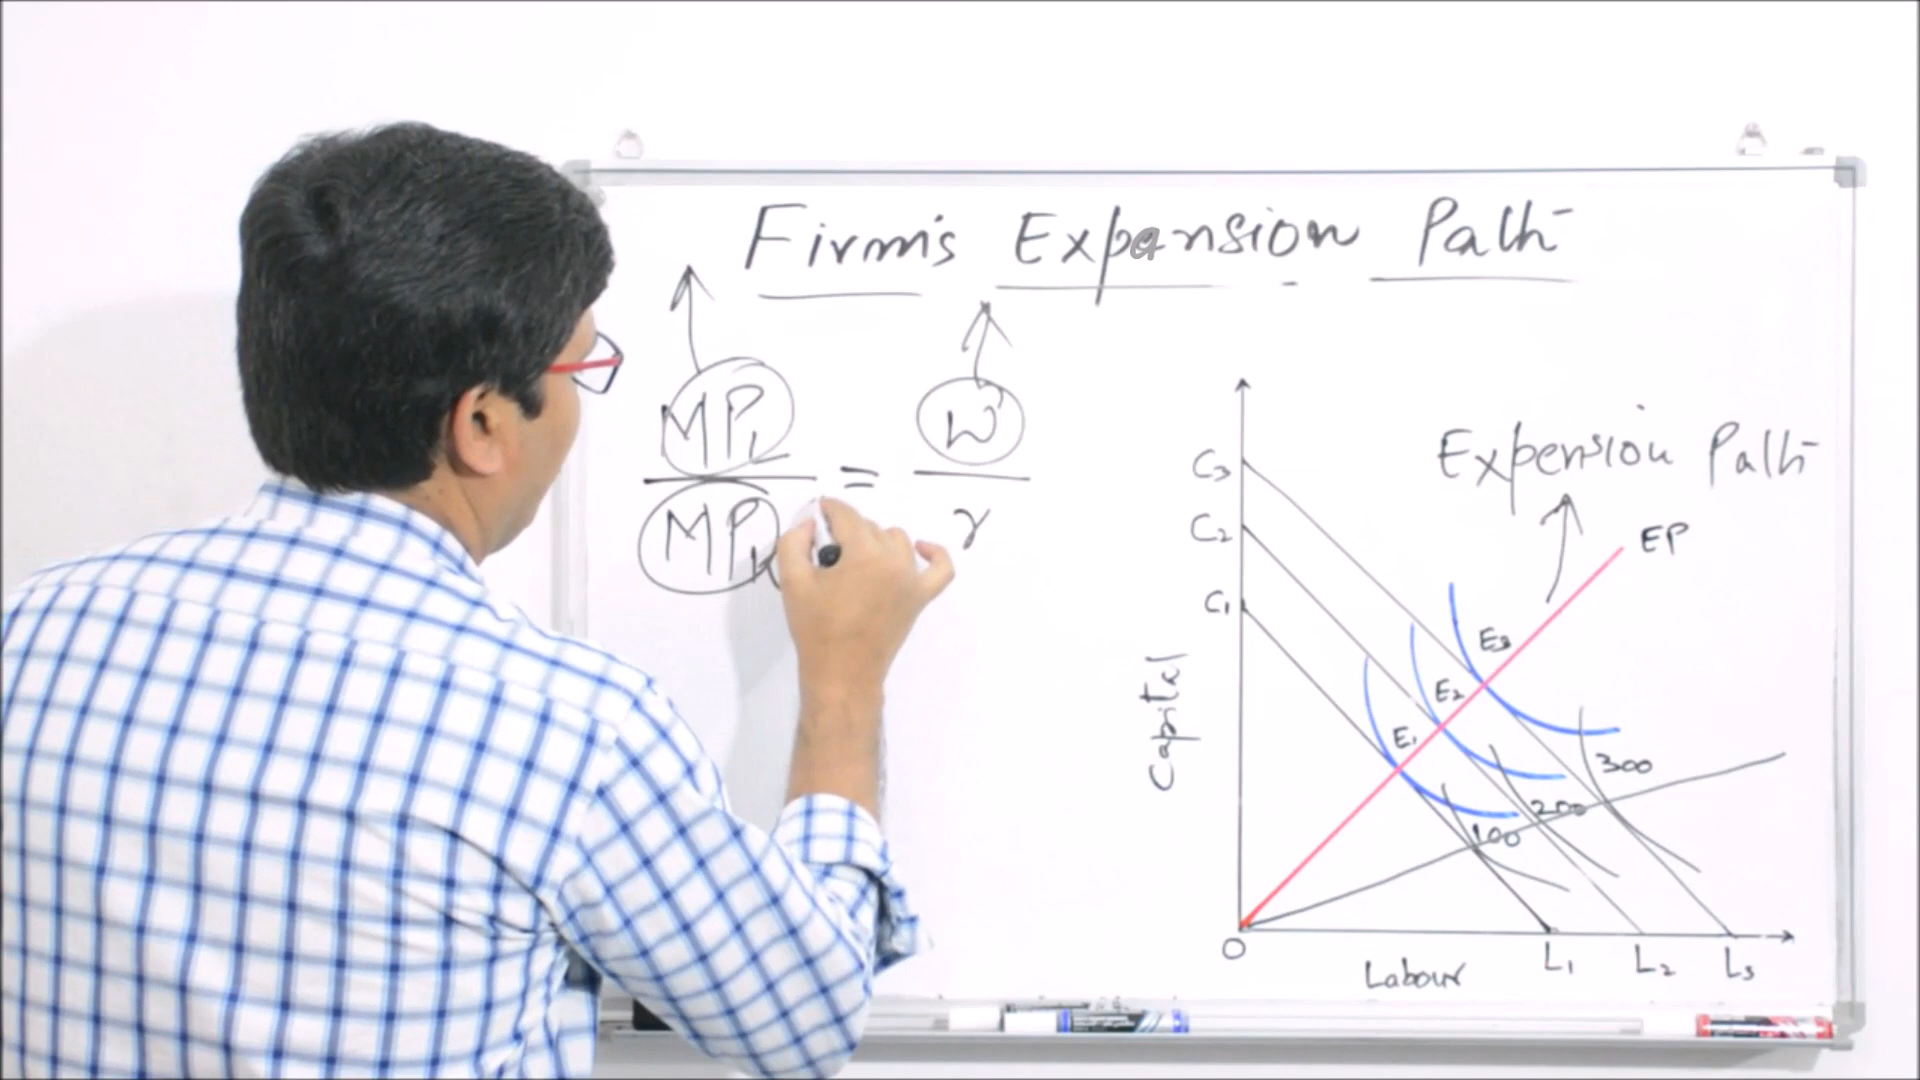 Firm's Expansion Path
MPL
MPK
=
W
r
Expension Path
EP
C3
C2
C1
E3
E2
E1
300
200
100
Capital
O
Labour
L1
L2
L3